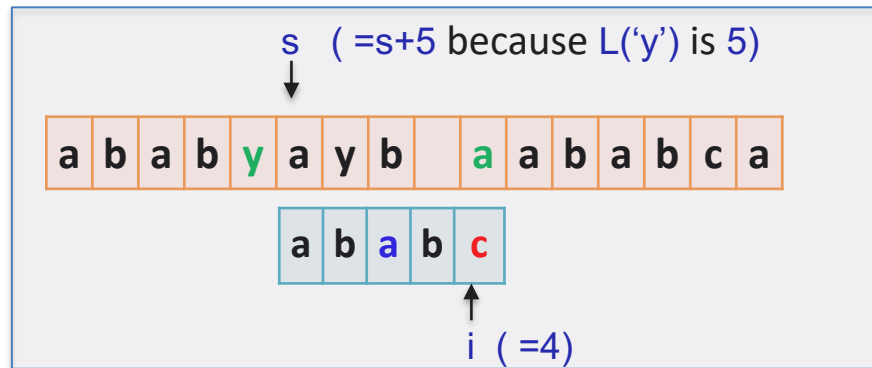 s ( =s+5 because L(‘y’) is 5)
a b a b y a y b a a b a b c a
a b a b c
i ( =4)